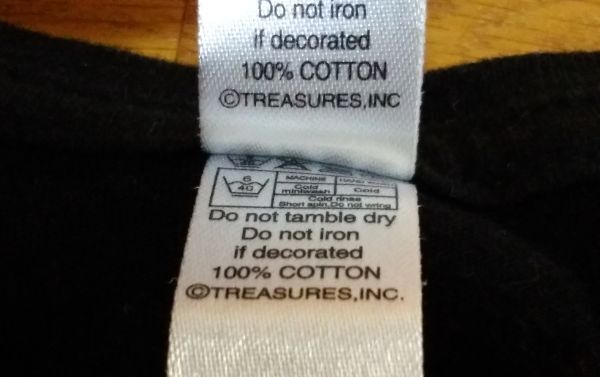 Do not iron
if decorated
100% COTTON
©TREASURES,INC
6
40
MACHINE
Cold
miniwash
Cold
Cold rinse
Short spin,Do not wring
Do not tamble dry
Do not iron
if decorated
100% COTTON
©TREASURES,INC.